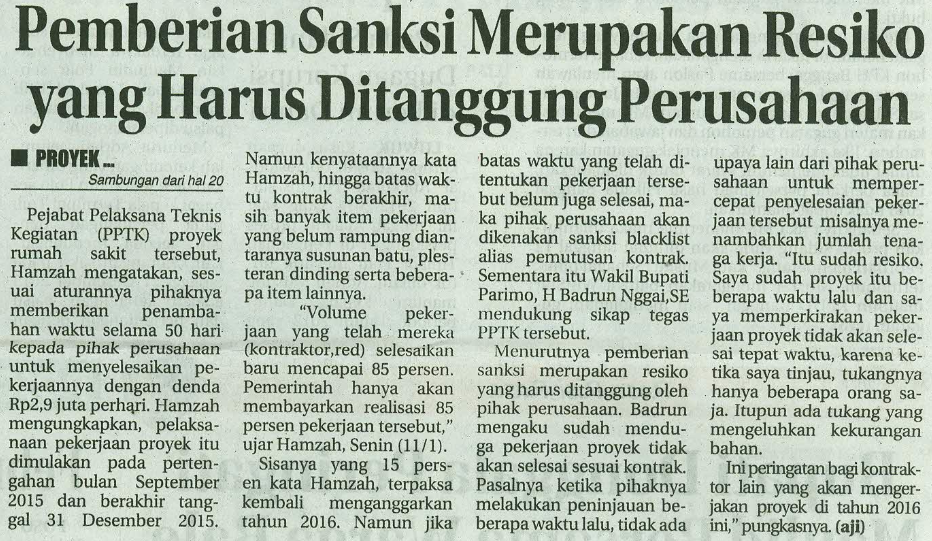 Pemberian Sanksi Merupakan Resiko
yang Harus Ditanggung Perusahaan
■ PROYEK ...
Sambungan dari hal 20
Pejabat Pelaksana Teknis
Kegiatan (PPTK) proyek
rumah sakit tersebut,
Hamzah mengatakan, ses-
uai aturannya pihaknya
memberikan penamba-
han waktu selama 50 hari
kepada pihak perusahaan
untuk menyelesaikan pe-
kerjaannya dengan denda
Rp2,9 juta perhari. Hamzah
mengungkapkan, pelaksa-
naan pekerjaan proyek itu
dimulakan pada perten-
gahan bulan September
2015 dan berakhir tang-
gal 31 Desember 2015.
Namun kenyataannya kata
Hamzah, hingga batas wak-
tu kontrak berakhir, ma-
sih banyak item pekerjaan
yang belum rampung dian-
taranya susunan batu, ples-
teran dinding serta bebera-
pa item lainnya.
"Volume peker-
jaan yang telah mereka
(kontraktor,red) selesaikan
baru mencapai 85 persen.
Pemerintah hanya akan
membayarkan realisasi 85
persen pekerjaan tersebut,"
ujar Hamzah, Senin (11/1).
Sisanya yang 15 pers-
en kata Hamzah, terpaksa
kembali menganggarkan
tahun 2016. Namun jika
batas waktu yang telah di-
tentukan pekerjaan terse-
but belum juga selesai, ma-
ka pihak perusahaan akan
dikenakan sanksi blacklist
alias pemutusan kontrak.
Sementara itu Wakil Bupati
Parimo, H Badrun Nggai,SE
mendukung sikap tegas
PPTK tersebut.
Menurutnya pemberian
sanksi merupakan resiko
yang harus ditanggung oleh
pihak perusahaan. Badrun
mengaku sudah mendu-
ga pekerjaan proyek tidak
akan selesai sesuai kontrak.
Pasalnya ketika pihaknya
melakukan peninjauan be-
berapa waktu lalu, tidak ada
upaya lain dari pihak peru-
sahaan untuk memper-
cepat penyelesaian peker-
jaan tersebut misalnya me-
nambahkan jumlah tena-
ga kerja. "Itu sudah resiko.
Saya sudah proyek itu be-
berapa waktu lalu dan sa-
ya memperkirakan peker-
jaan proyek tidak akan sele-
sai tepat waktu, karena ke-
tika saya tinjau, tukangnya
hanya beberapa orang sa-
ja. Itupun ada tukang yang
mengeluhkan kekurangan
bahan.
Ini peringatan bagi kontrak-
tor lain yang akan menger-
jakan proyek di tahun 2016
ini," pungkasnya. (aji)